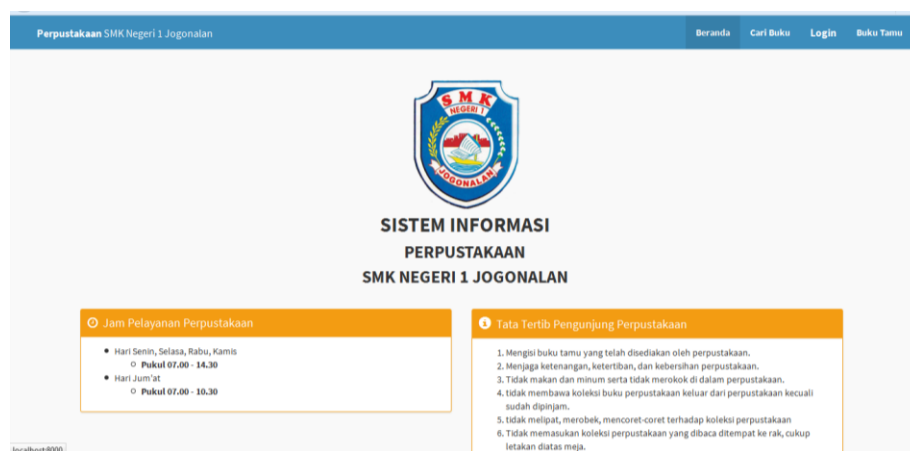 Perpustakaan SMK Negeri 1 Jogonalan
Beranda
Cari Buku
Login
Buku Tamu
SMK
NEGERI 1
JOGONALAN
SISTEM INFORMASI
PERPUSTAKAAN
SMK NEGERI 1 JOGONALAN
Jam Pelayanan Perpustakaan
Hari Senin, Selasa, Rabu, Kamis
Pukul 07.00 - 14.30
Hari Jum'at
Pukul 07.00 - 10.30
Tata Tertib Pengunjung Perpustakaan
1. Mengisi buku tamu yang telah disediakan oleh perpustakaan.
2. Menjaga ketenangan, ketertiban, dan kebersihan perpustakaan.
3. Tidak makan dan minum serta tidak merokok di dalam perpustakaan.
4. tidak membawa koleksi buku perpustakaan keluar dari perpustakaan kecuali
sudah dipinjam.
5. tidak melipat, merobek, mencoret-coret terhadap koleksi perpustakaan
6. Tidak memasukan koleksi perpustakaan yang dibaca ditempat ke rak, cukup
letakan diatas meja.
localhost:8000